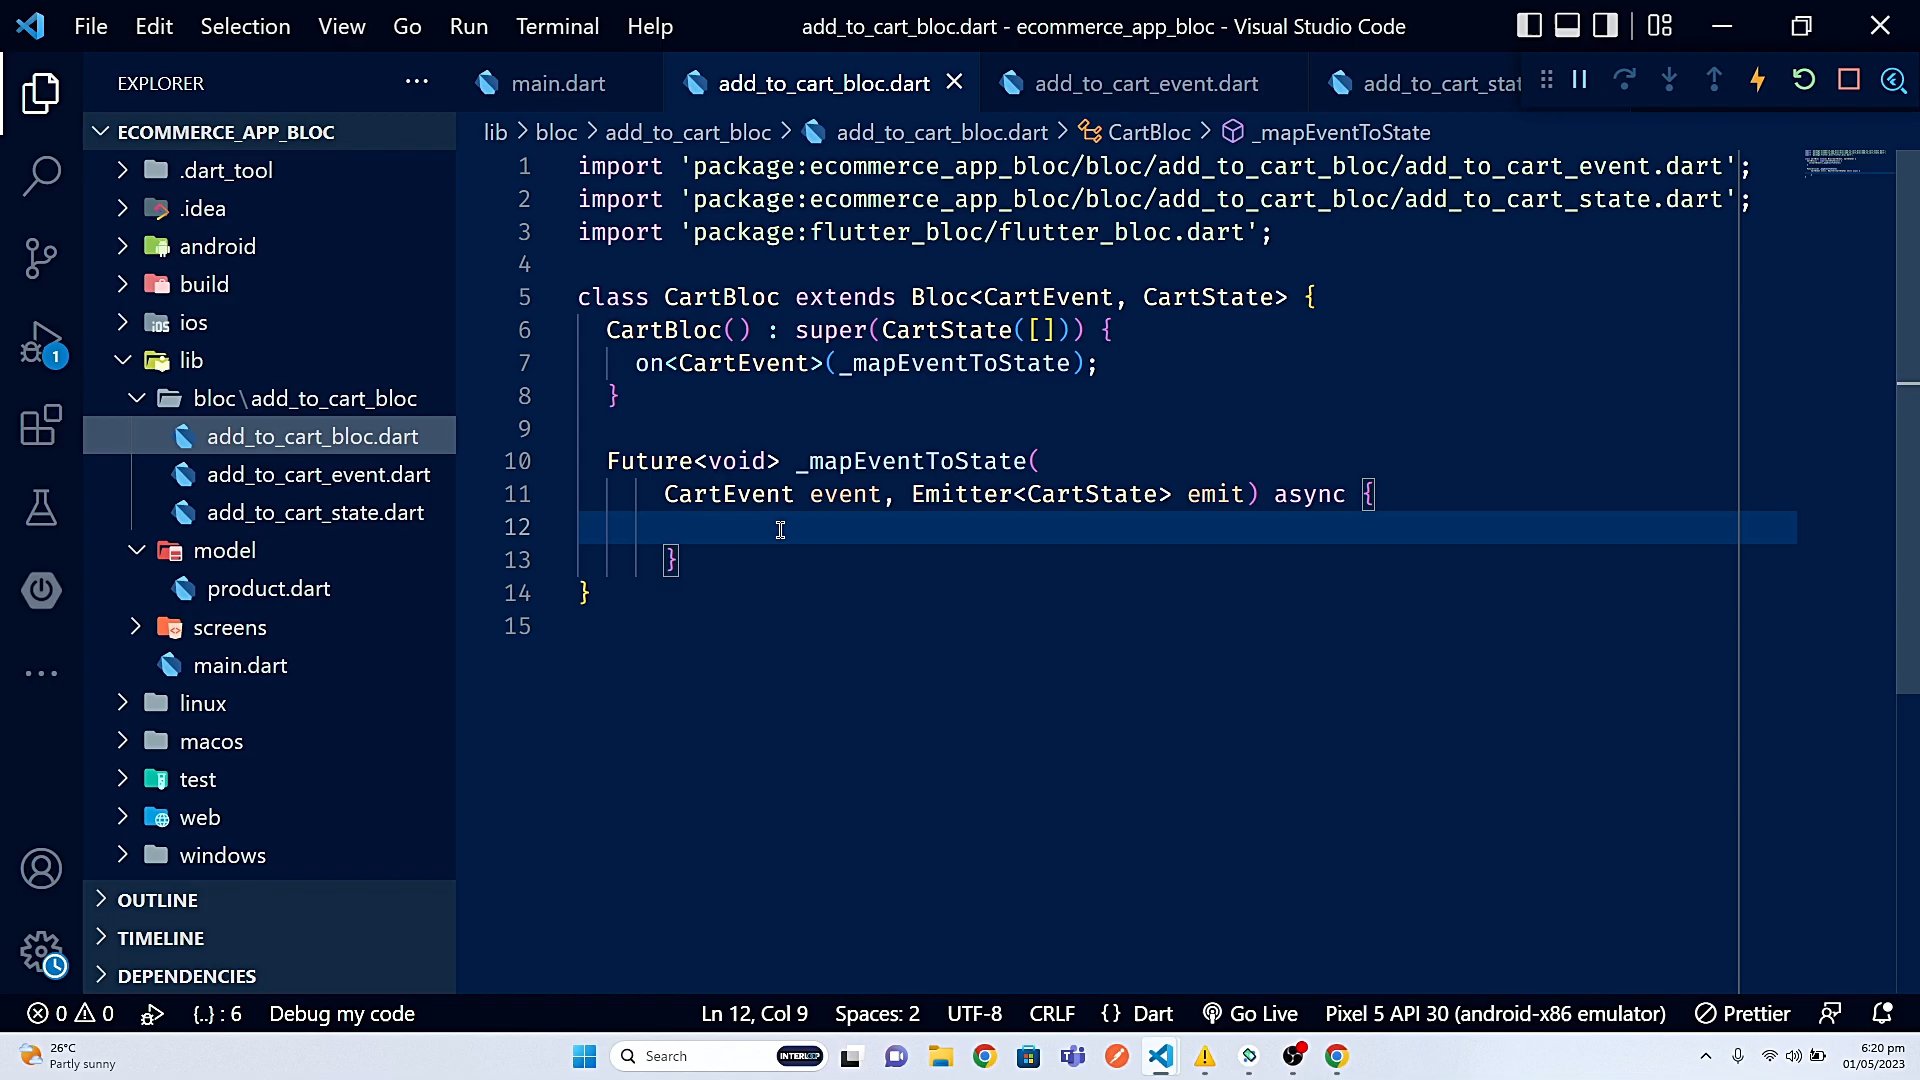 File Edit Selection View Go Run Terminal Help
add_to_cart_bloc.dart - ecommerce_app_bloc - Visual Studio Code
EXPLORER
main.dart
add_to_cart_bloc.dart
add_to_cart_event.dart
add_to_cart_stat
lib > bloc > add_to_cart_bloc > add_to_cart_bloc.dart > CartBloc > _mapEventToState
ECOMMERCE_APP_BLOC
.dart_tool
.idea
android
build
ios
lib
bloc\add_to_cart_bloc
add_to_cart_bloc.dart
add_to_cart_event.dart
add_to_cart_state.dart
model
product.dart
screens
main.dart
linux
macos
test
web
windows
OUTLINE
TIMELINE
DEPENDENCIES
1
1 import 'package:ecommerce_app_bloc/bloc/add_to_cart_bloc/add_to_cart_event.dart';
2 import 'package:ecommerce_app_bloc/bloc/add_to_cart_bloc/add_to_cart_state.dart';
3 import 'package:flutter_bloc/flutter_bloc.dart';
4
5 class CartBloc extends Bloc<CartEvent, CartState> {
6 CartBloc() : super(CartState([])) {
7 on<CartEvent>(_mapEventToState);
8 }
9
10 Future<void> _mapEventToState(
11 CartEvent event, Emitter<CartState> emit) async {
12
13 }
14 }
15
0 0 {..} : 6 Debug my code Ln 12, Col 9 Spaces: 2 UTF-8 CRLF {} Dart Go Live Pixel 5 API 30 (android-x86 emulator) Prettier
26°C
Partly sunny
Search
INTERLOOP
6:20 pm
01/05/2023